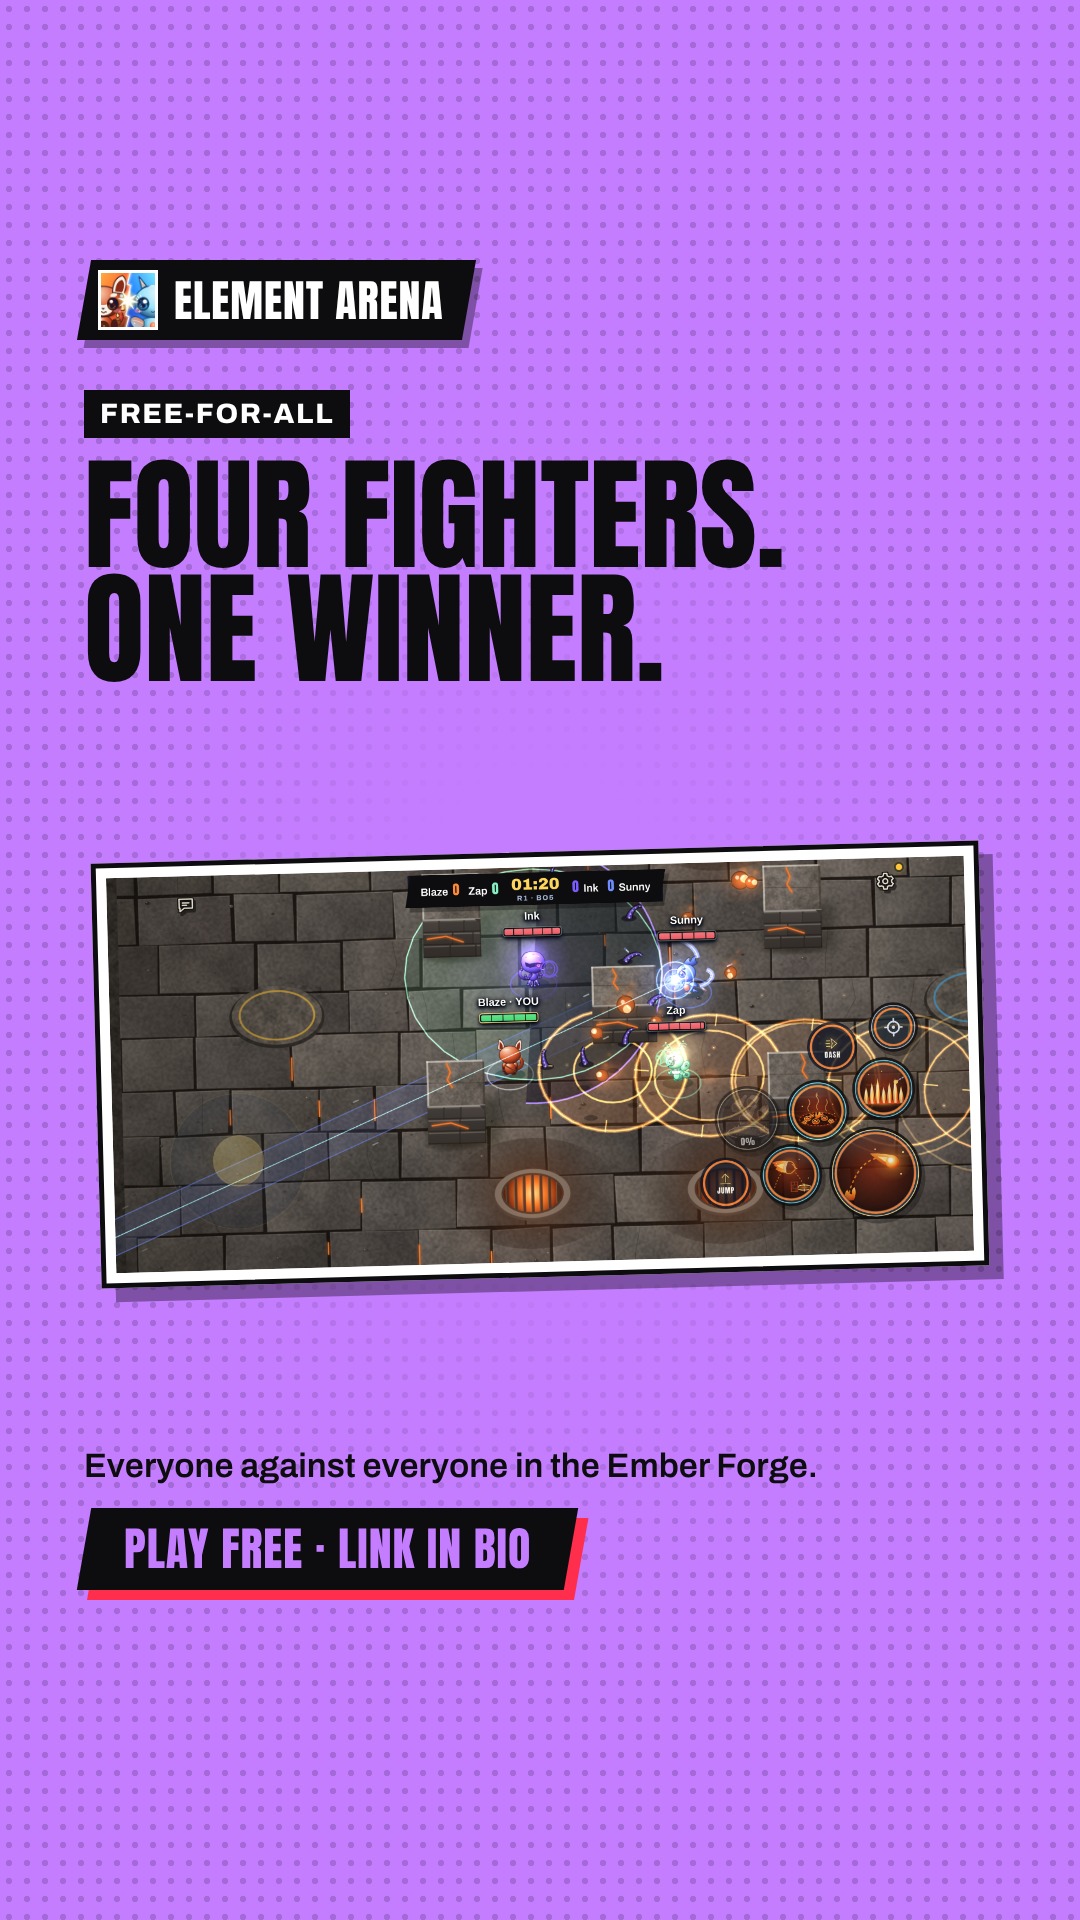 ELEMENT ARENA
FREE-FOR-ALL
FOUR FIGHTERS.
ONE WINNER.
Blaze 0 Zap 0 01:20 0 Ink 0 Sunny
R1 · BO5
Ink
Sunny
Blaze · YOU
Zap
DASH
0%
JUMP
Everyone against everyone in the Ember Forge.
PLAY FREE · LINK IN BIO